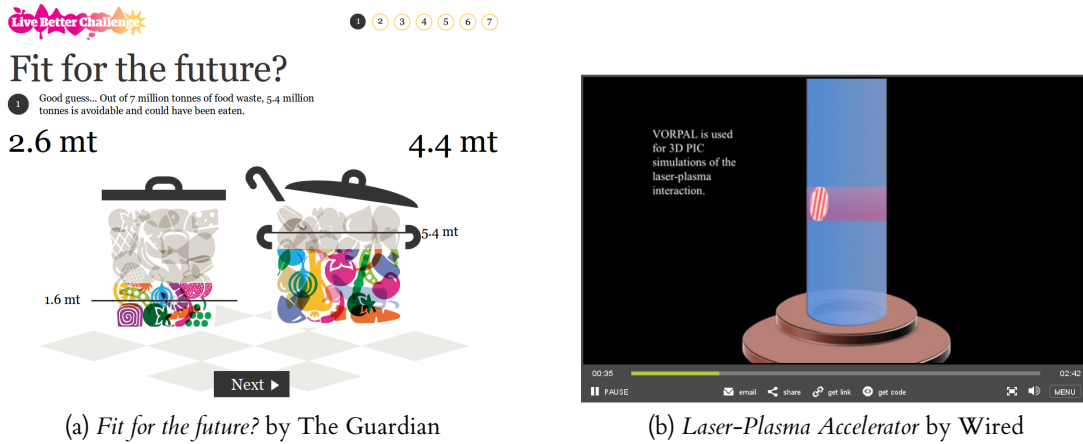 Live Better Challenge
1 2 3 4 5 6 7
Fit for the future?
1 Good guess... Out of 7 million tonnes of food waste, 5.4 million
tonnes is avoidable and could have been eaten.
2.6 mt 4.4 mt
5.4 mt
1.6 mt
Next
(a) Fit for the future? by The Guardian
VORPAL is used
for 3D PIC
simulations of the
laser-plasma
interaction.
00:35 02:42
PAUSE email share get link get code MENU
(b) Laser-Plasma Accelerator by Wired